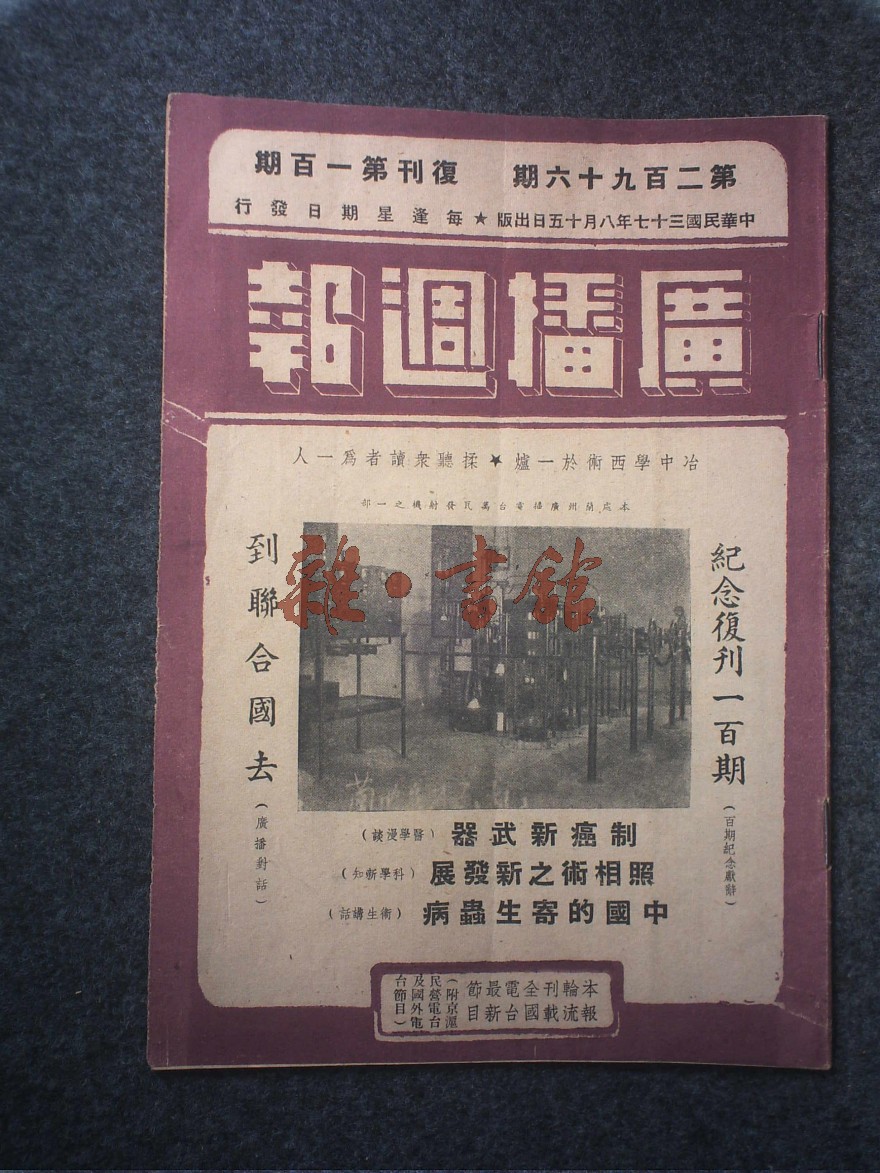 第二百九十六期　復刊第一百期
中華民國三十七年八月十五日出版★每逢星期日發行
廣播週報
冶中學西術於一爐★揉聽衆讀者爲一人
本處蘭州廣播電台萬瓦發射機之一部
紀念復刊一百期
（百期紀念獻辭）
雜·書館
到聯合國去
（廣播對話）
制癌新武器（醫學漫談）
照相術之新發展（科學新知）
中國的寄生蟲病（衞生講話）
本報輪流刊載全國電台最新節目
（附京滬民營電台及國外電台節目）